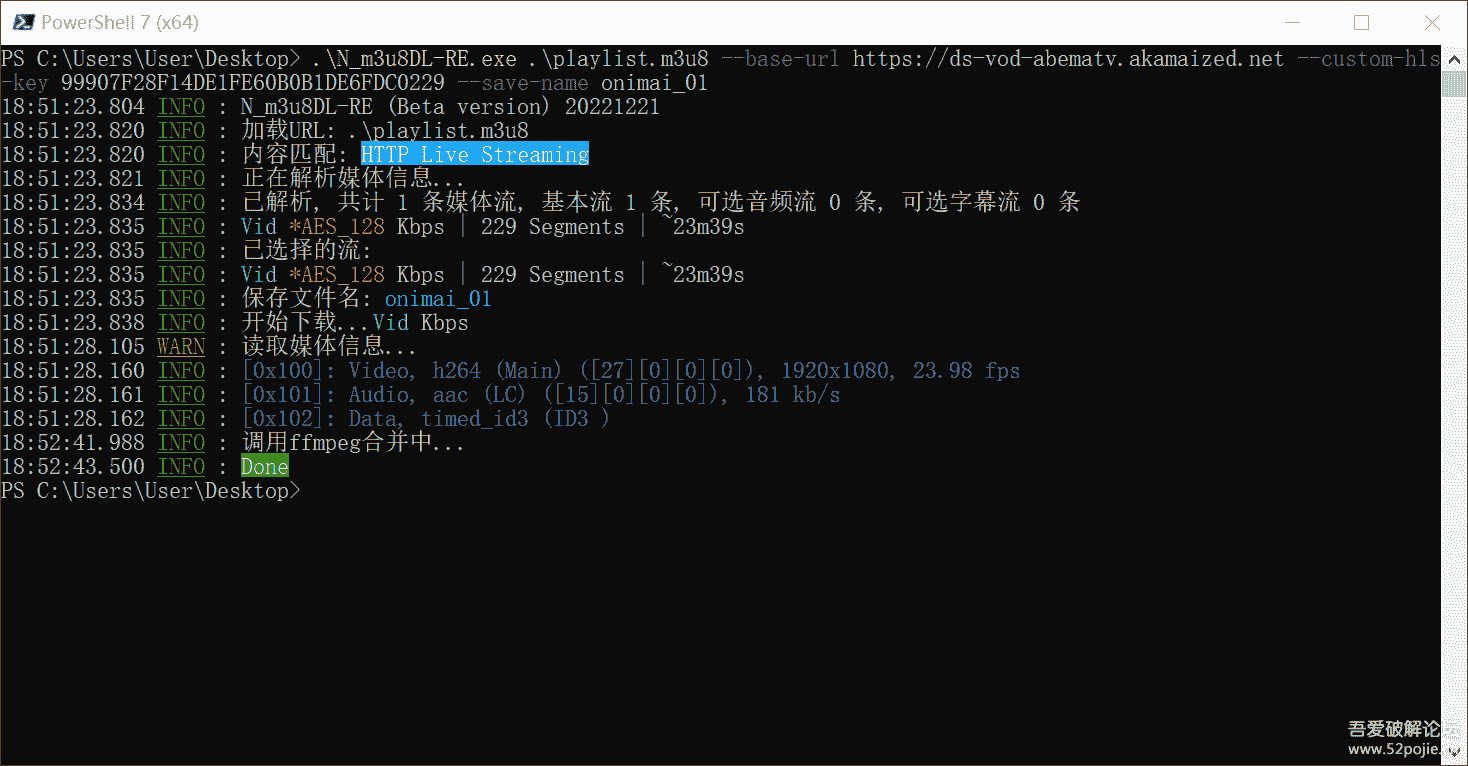 PowerShell 7 (x64)
PS C:\Users\User\Desktop> .\N_m3u8DL-RE.exe .\playlist.m3u8 --base-url https://ds-vod-abematv.akamaized.net --custom-hls
-key 99907F28F14DE1FE60B0B1DE6FDC0229 --save-name onimai_01
18:51:23.804 INFO : N_m3u8DL-RE (Beta version) 20221221
18:51:23.820 INFO : 加载URL: .\playlist.m3u8
18:51:23.820 INFO : 内容匹配: HTTP Live Streaming
18:51:23.821 INFO : 正在解析媒体信息...
18:51:23.834 INFO : 已解析, 共计 1 条媒体流, 基本流 1 条, 可选音频流 0 条, 可选字幕流 0 条
18:51:23.835 INFO : Vid *AES_128 Kbps | 229 Segments | ~23m39s
18:51:23.835 INFO : 已选择的流:
18:51:23.835 INFO : Vid *AES_128 Kbps | 229 Segments | ~23m39s
18:51:23.835 INFO : 保存文件名: onimai_01
18:51:23.838 INFO : 开始下载...Vid Kbps
18:51:28.105 WARN : 读取媒体信息...
18:51:28.160 INFO : [0x100]: Video, h264 (Main) ([27][0][0][0]), 1920x1080, 23.98 fps
18:51:28.161 INFO : [0x101]: Audio, aac (LC) ([15][0][0][0]), 181 kb/s
18:51:28.162 INFO : [0x102]: Data, timed_id3 (ID3 )
18:52:41.988 INFO : 调用ffmpeg合并中...
18:52:43.500 INFO : Done
PS C:\Users\User\Desktop>
吾爱破解论坛
www.52pojie.